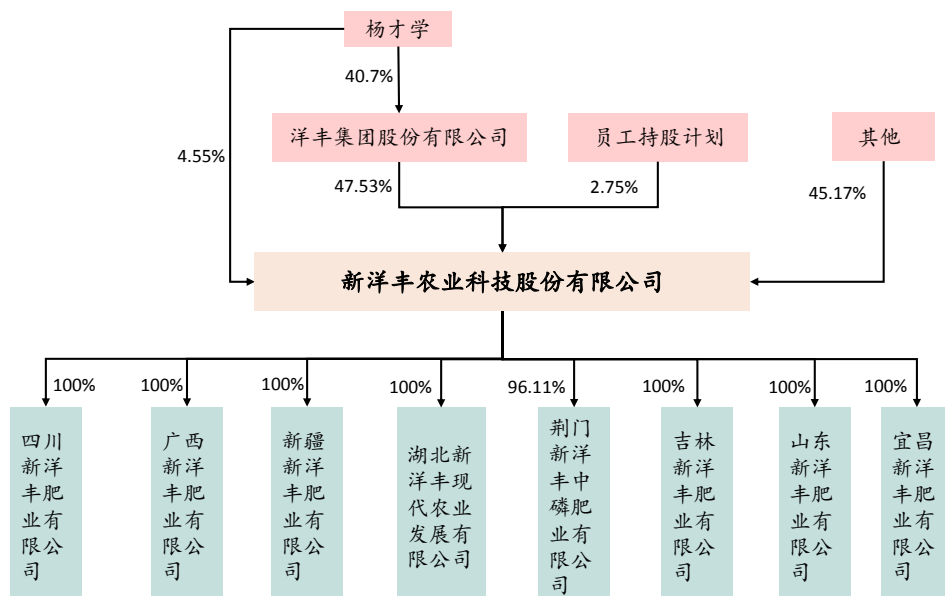 杨才学
40.7%
洋丰集团股份有限公司
员工持股计划
其他
4.55%
47.53%
2.75%
45.17%
新洋丰农业科技股份有限公司
100%
100%
100%
100%
96.11%
100%
100%
100%
四川
新洋
丰肥
业有
限公
司
广西
新洋
丰肥
业有
限公
司
新疆
新洋
丰肥
业有
限公
司
湖北新
洋丰现
代农业
发展有
限公司
荆门
新洋
丰中
磷肥
业有
限公
司
吉林
新洋
丰肥
业有
限公
司
山东
新洋
丰肥
业有
限公
司
宜昌
新洋
丰肥
业有
限公
司